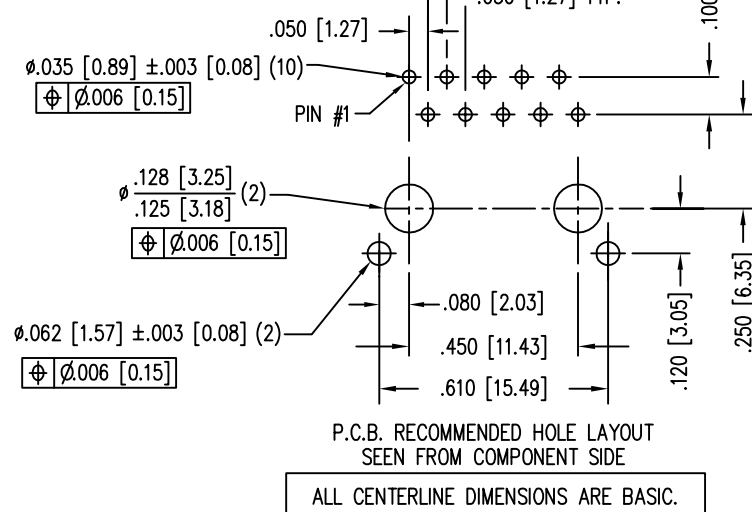 .050 [1.27]
.100
⌀.035 [0.89] ±.003 [0.08] (10)
⌖ ⌀.006 [0.15]
PIN #1
⌀ .128 [3.25]
.125 [3.18] (2)
⌖ ⌀.006 [0.15]
.080 [2.03]
⌀.062 [1.57] ±.003 [0.08] (2)
.450 [11.43]
.120 [3.05]
.250 [6.35]
⌖ ⌀.006 [0.15]
.610 [15.49]
P.C.B. RECOMMENDED HOLE LAYOUT
SEEN FROM COMPONENT SIDE
ALL CENTERLINE DIMENSIONS ARE BASIC.